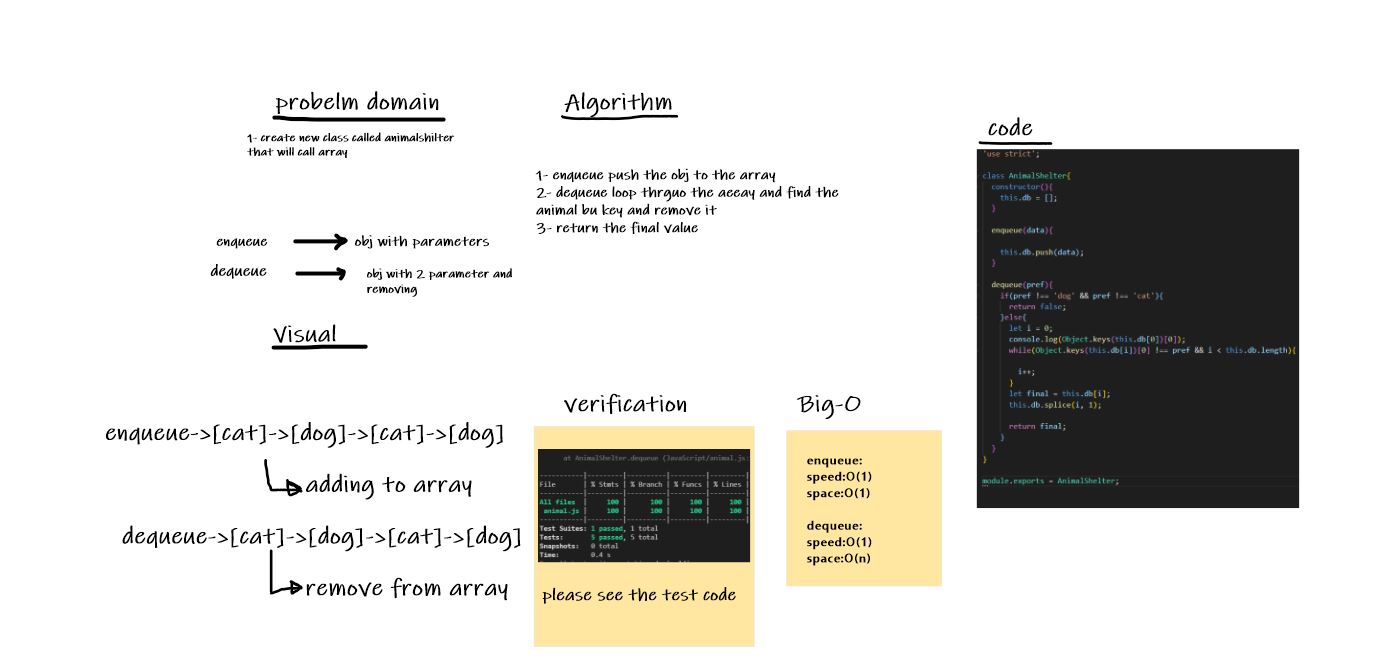 probelm domain
1- create new class called animalshilter
that will call array
enqueue
obj with parameters
dequeue
obj with 2 parameter and
removing
Algorithm
1- enqueue push the obj to the array
2- dequeue loop thrguo the aeeay and find the
animal bu key and remove it
3- return the final value
Visual
enqueue->[cat]->[dog]->[cat]->[dog]
adding to array
dequeue->[cat]->[dog]->[cat]->[dog]
remove from array
verification
at AnimalShelter.dequeue (JavaScript/animal.js:
----------|---------|----------|---------|---------|
File | % Stmts | % Branch | % Funcs | % Lines |
----------|---------|----------|---------|---------|
All files | 100 | 100 | 100 | 100 |
animal.js | 100 | 100 | 100 | 100 |
----------|---------|----------|---------|---------|
Test Suites: 1 passed, 1 total
Tests: 5 passed, 5 total
Snapshots: 0 total
Time: 0.4 s
please see the test code
Big-O
enqueue:
speed:O(1)
space:O(1)
dequeue:
speed:O(1)
space:O(n)
code
'use strict';
class AnimalShelter{
constructor(){
this.db = [];
}
enqueue(data){
this.db.push(data);
}
dequeue(pref){
if(pref !== 'dog' && pref !== 'cat'){
return false;
}else{
let i = 0;
console.log(Object.keys(this.db[0])[0]);
while(Object.keys(this.db[i])[0] !== pref && i < this.db.length){
i++;
}
let final = this.db[i];
this.db.splice(i, 1);
return final;
}
}
}
module.exports = AnimalShelter;